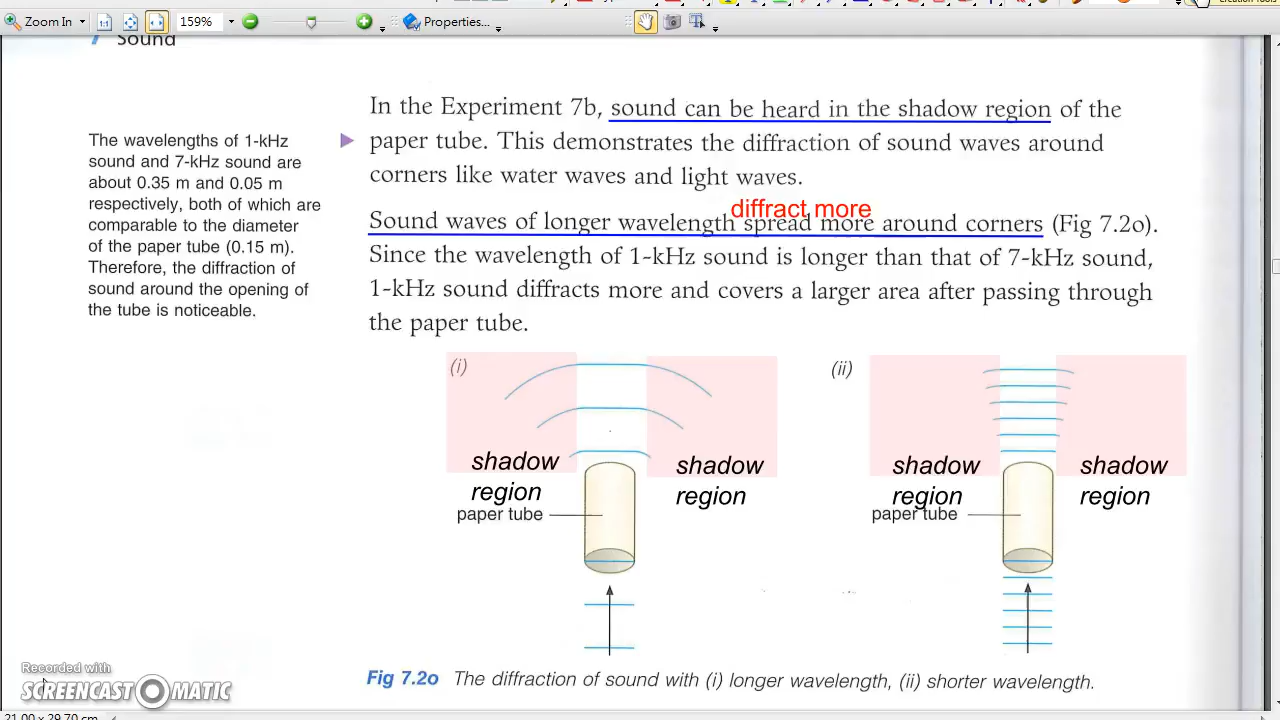 Zoom In
159%
Properties...
7 Sound
In the Experiment 7b, sound can be heard in the shadow region of the
paper tube. This demonstrates the diffraction of sound waves around
corners like water waves and light waves.
The wavelengths of 1-kHz
sound and 7-kHz sound are
about 0.35 m and 0.05 m
respectively, both of which are
comparable to the diameter
of the paper tube (0.15 m).
Therefore, the diffraction of
sound around the opening of
the tube is noticeable.
diffract more
Sound waves of longer wavelength spread more around corners (Fig 7.2o).
Since the wavelength of 1-kHz sound is longer than that of 7-kHz sound,
1-kHz sound diffracts more and covers a larger area after passing through
the paper tube.
(i)
shadow
region
shadow
region
paper tube
(ii)
shadow
region
shadow
region
paper tube
Fig 7.2o The diffraction of sound with (i) longer wavelength, (ii) shorter wavelength.
Recorded with
SCREENCAST O MATIC
21.00 x 29.70 cm